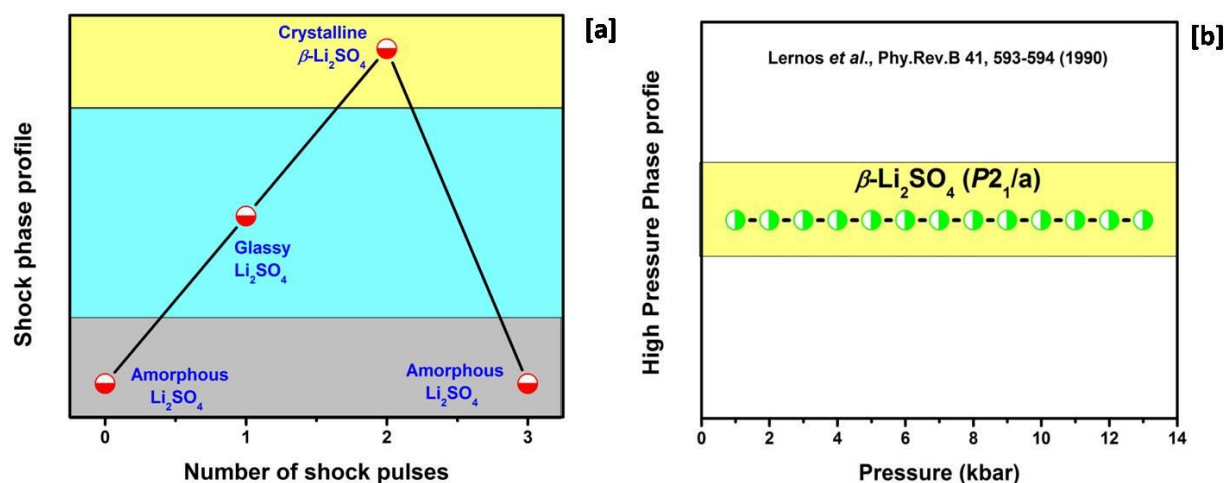 [a]
Shock phase profile
Crystalline
β-Li₂SO₄
Glassy
Li₂SO₄
Amorphous
Li₂SO₄
Amorphous
Li₂SO₄
0 1 2 3
Number of shock pulses
[b]
High Pressure Phase profie
Lernos et al., Phy.Rev.B 41, 593-594 (1990)
β-Li₂SO₄ (P2₁/a)
0 2 4 6 8 10 12 14
Pressure (kbar)